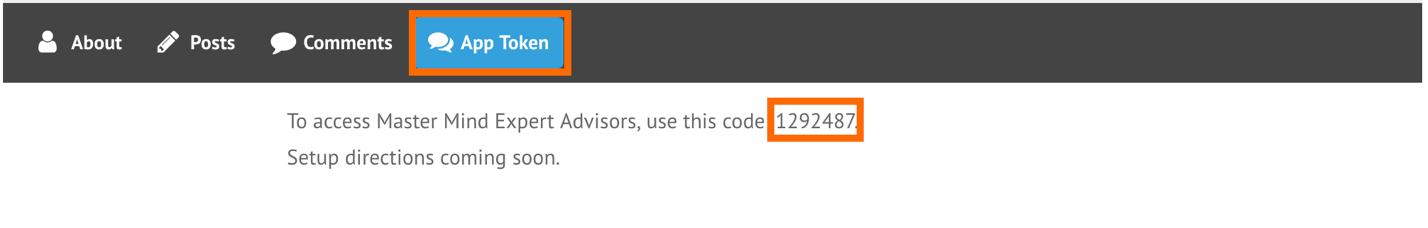 About Posts Comments App Token
To access Master Mind Expert Advisors, use this code 1292487.
Setup directions coming soon.